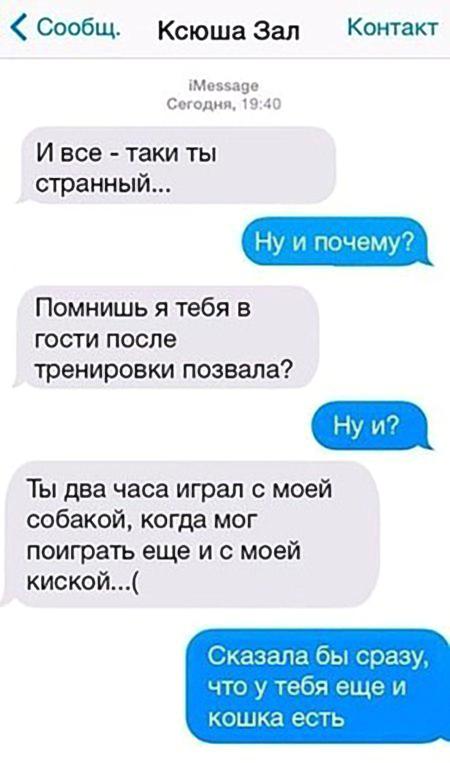 Сообщ. Ксюша Зал Контакт
iMessage
Сегодня, 19:40
И все - таки ты
странный...
Ну и почему?
Помнишь я тебя в
гости после
тренировки позвала?
Ну и?
Ты два часа играл с моей
собакой, когда мог
поиграть еще и с моей
киской...(
Сказала бы сразу,
что у тебя еще и
кошка есть